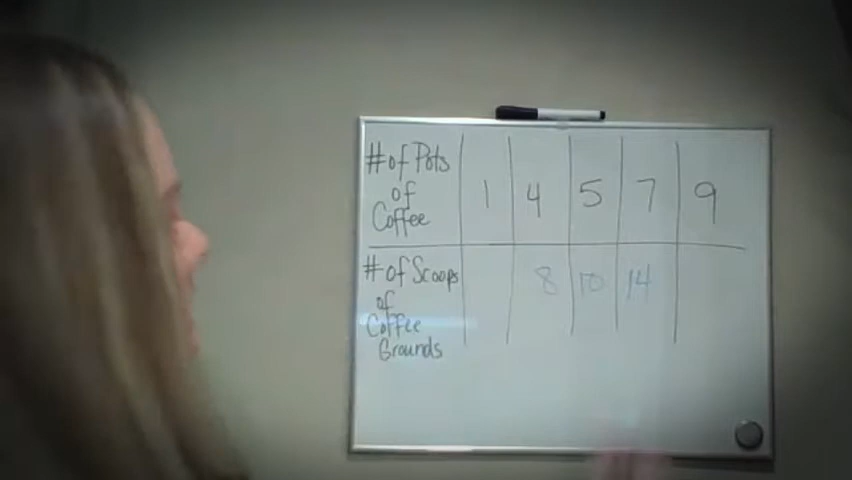 # of Pots
of
Coffee
1 4 5 7 9
# of Scoops
of
Coffee
Grounds
8 10 14